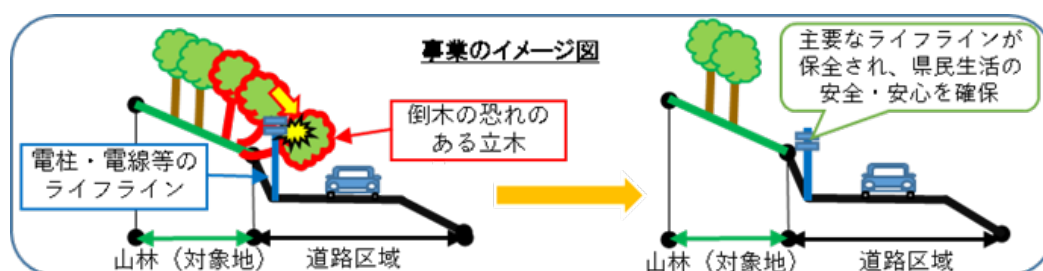 事業のイメージ図
倒木の恐れの
ある立木
電柱・電線等の
ライフライン
山林（対象地）
道路区域
主要なライフラインが
保全され、県民生活の
安全・安心を確保
山林（対象地）
道路区域